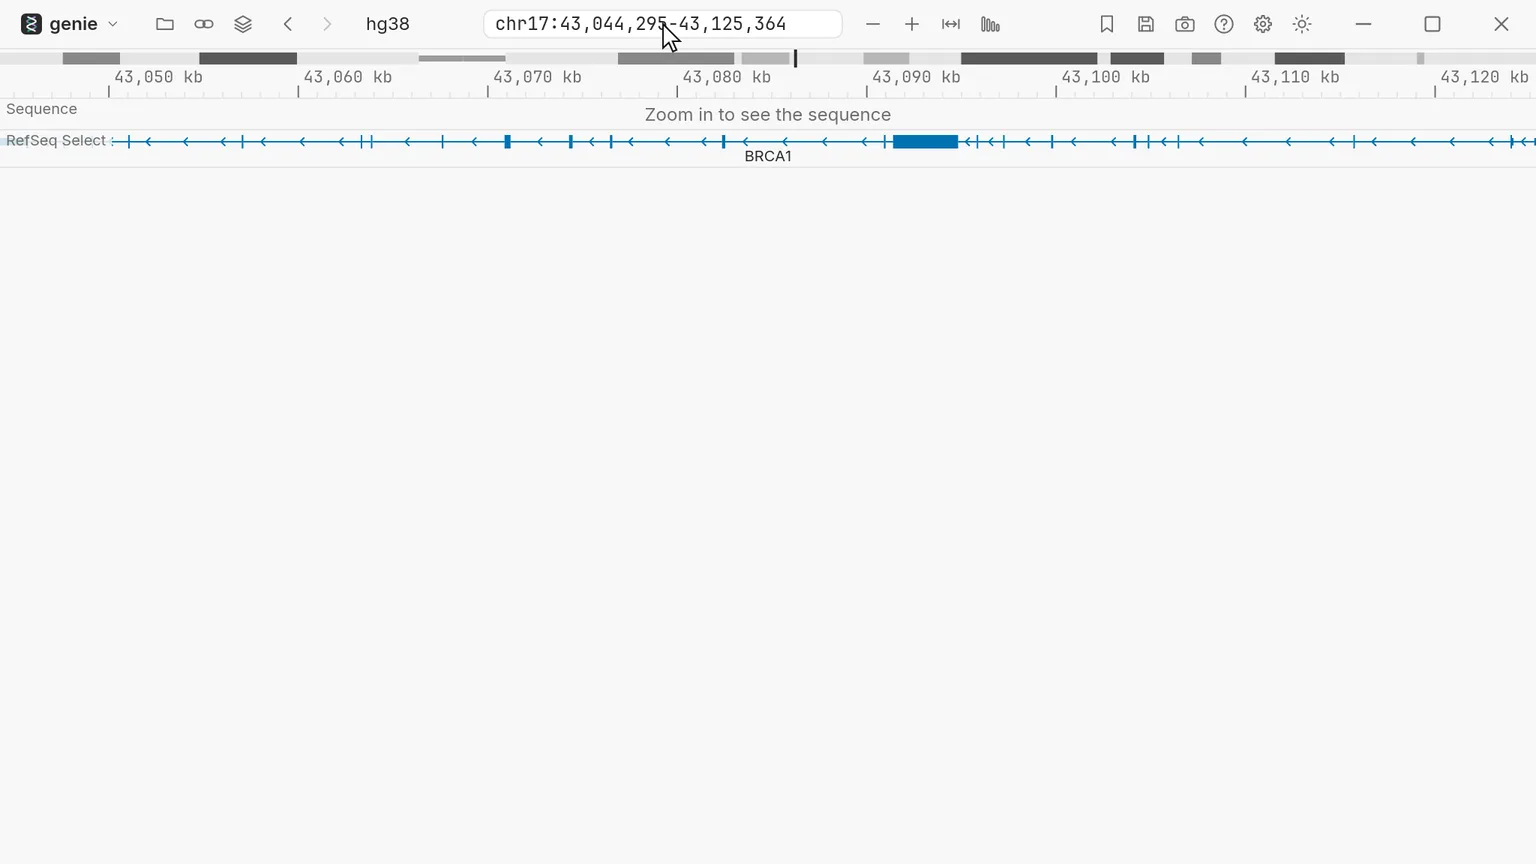 genie hg38 chr17:43,044,295-43,125,364
43,050 kb 43,060 kb 43,070 kb 43,080 kb 43,090 kb 43,100 kb 43,110 kb 43,120 kb
Sequence
Zoom in to see the sequence
RefSeq Select
BRCA1